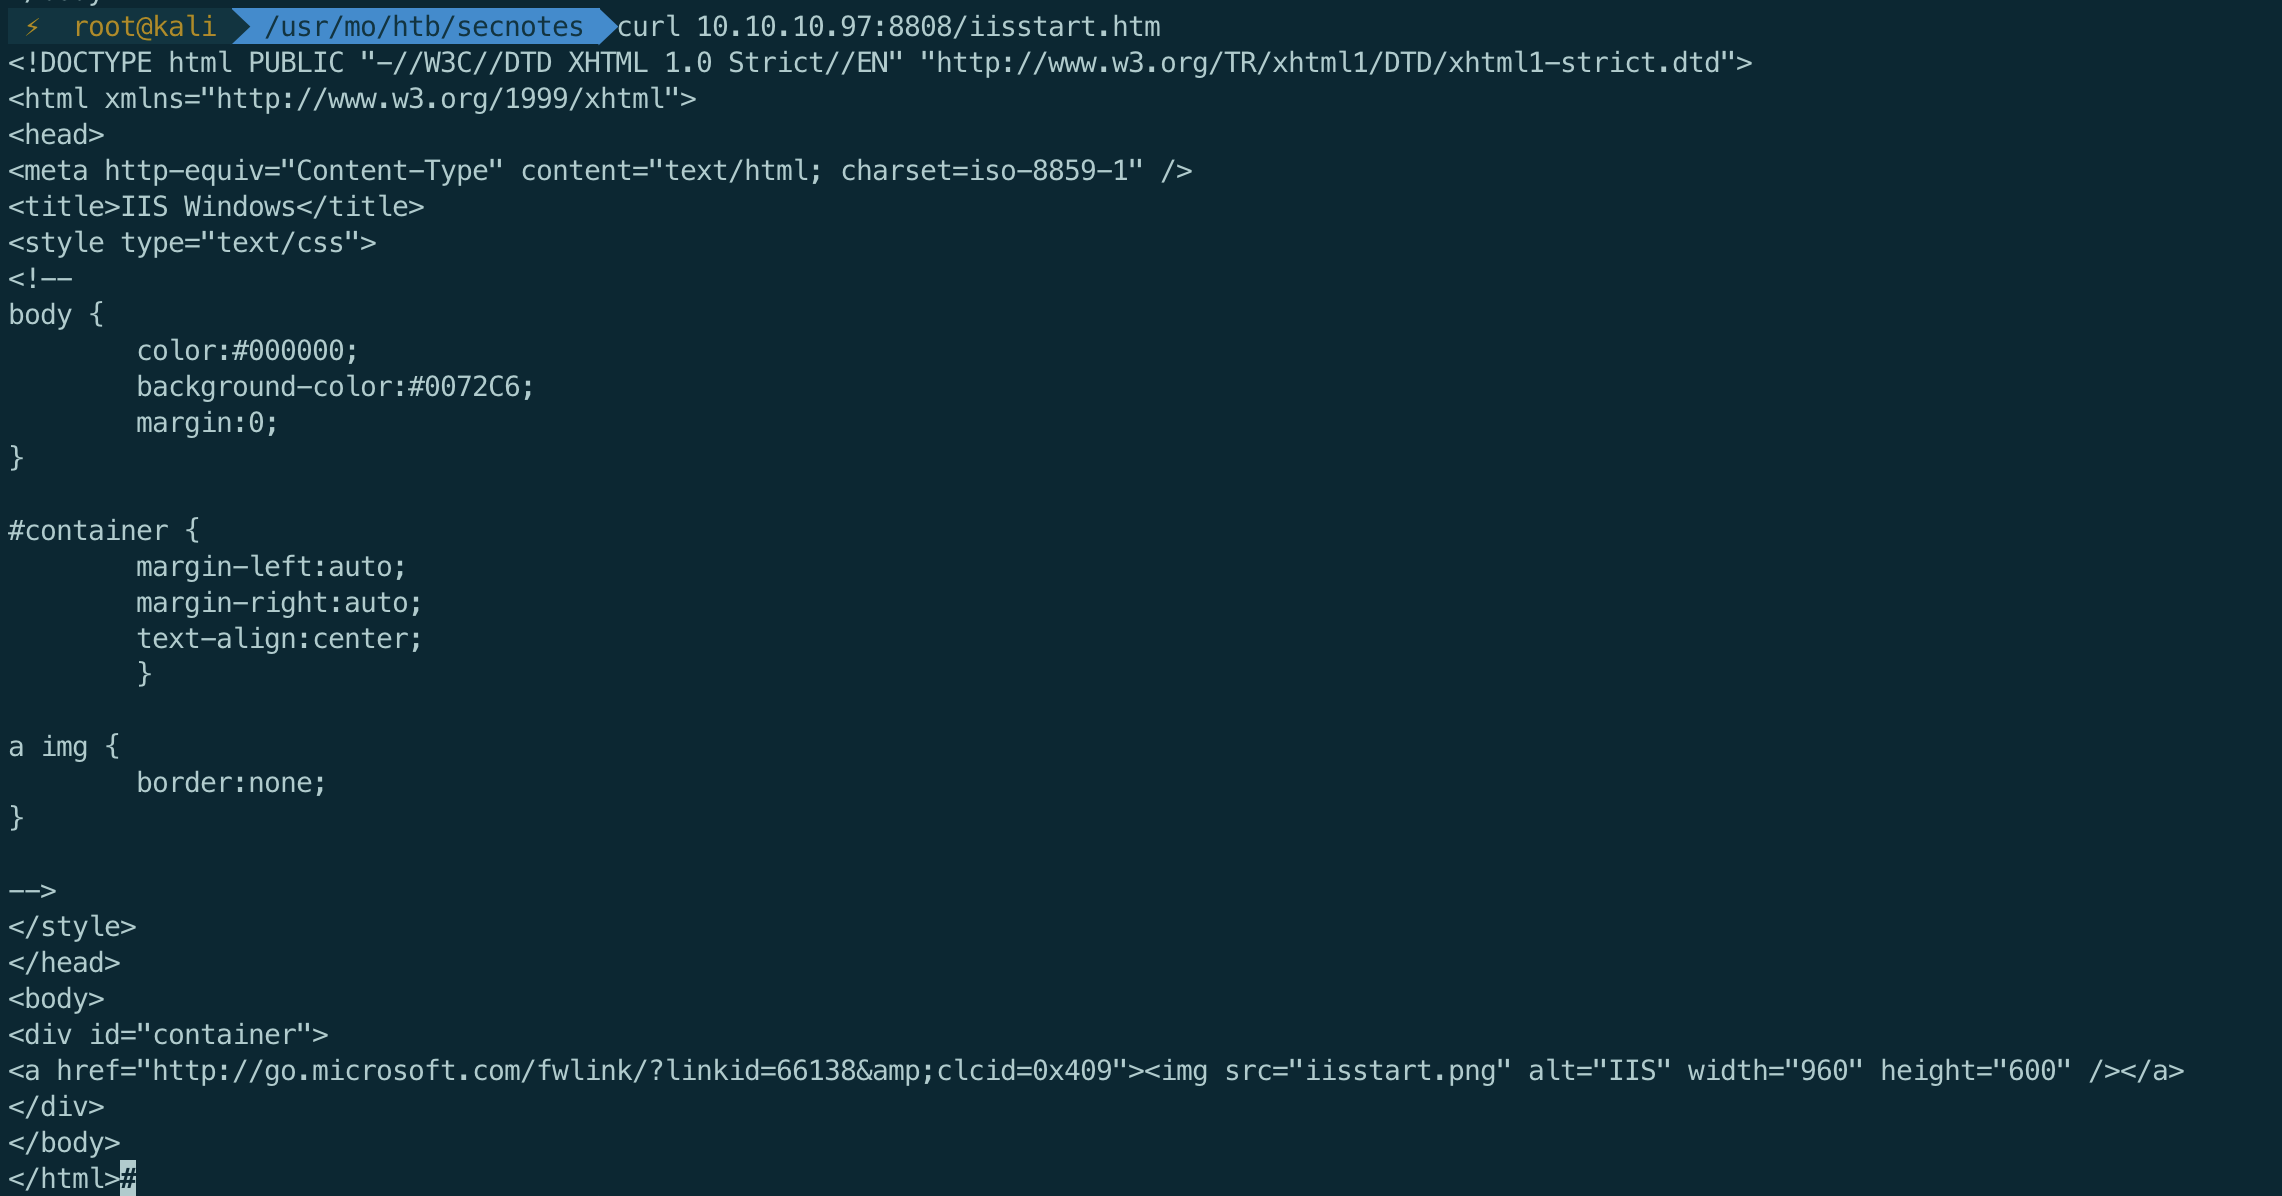 ⚡ root@kali /usr/mo/htb/secnotes curl 10.10.10.97:8808/iisstart.htm
<!DOCTYPE html PUBLIC "-//W3C//DTD XHTML 1.0 Strict//EN" "http://www.w3.org/TR/xhtml1/DTD/xhtml1-strict.dtd">
<html xmlns="http://www.w3.org/1999/xhtml">
<head>
<meta http-equiv="Content-Type" content="text/html; charset=iso-8859-1" />
<title>IIS Windows</title>
<style type="text/css">
<!--
body {
        color:#000000;
        background-color:#0072C6;
        margin:0;
}

#container {
        margin-left:auto;
        margin-right:auto;
        text-align:center;
        }

a img {
        border:none;
}

-->
</style>
</head>
<body>
<div id="container">
<a href="http://go.microsoft.com/fwlink/?linkid=66138&amp;clcid=0x409"><img src="iisstart.png" alt="IIS" width="960" height="600" /></a>
</div>
</body>
</html>#